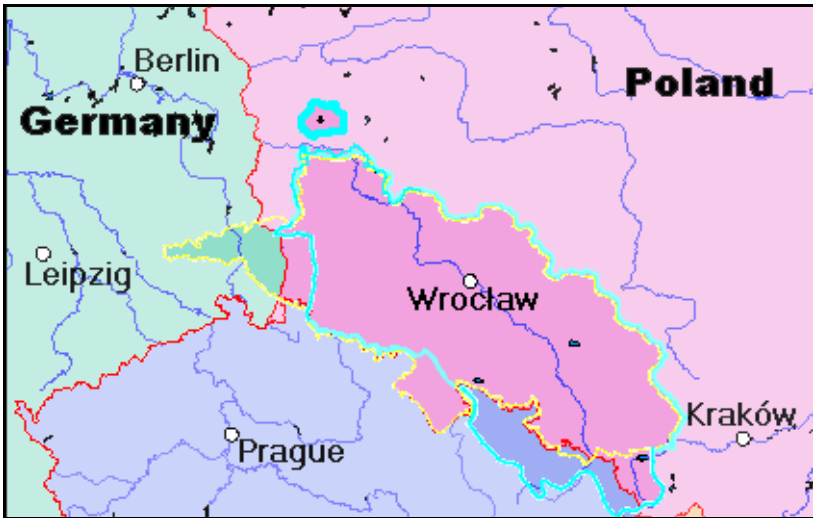 Berlin
Poland
Germany
Leipzig
Wrocław
Kraków
Prague